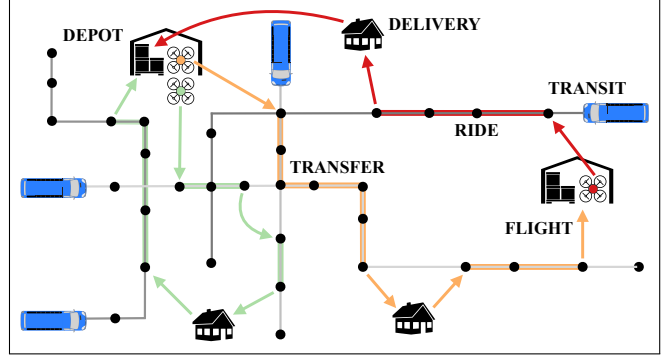 DELIVERY
DEPOT
TRANSIT
RIDE
TRANSFER
FLIGHT